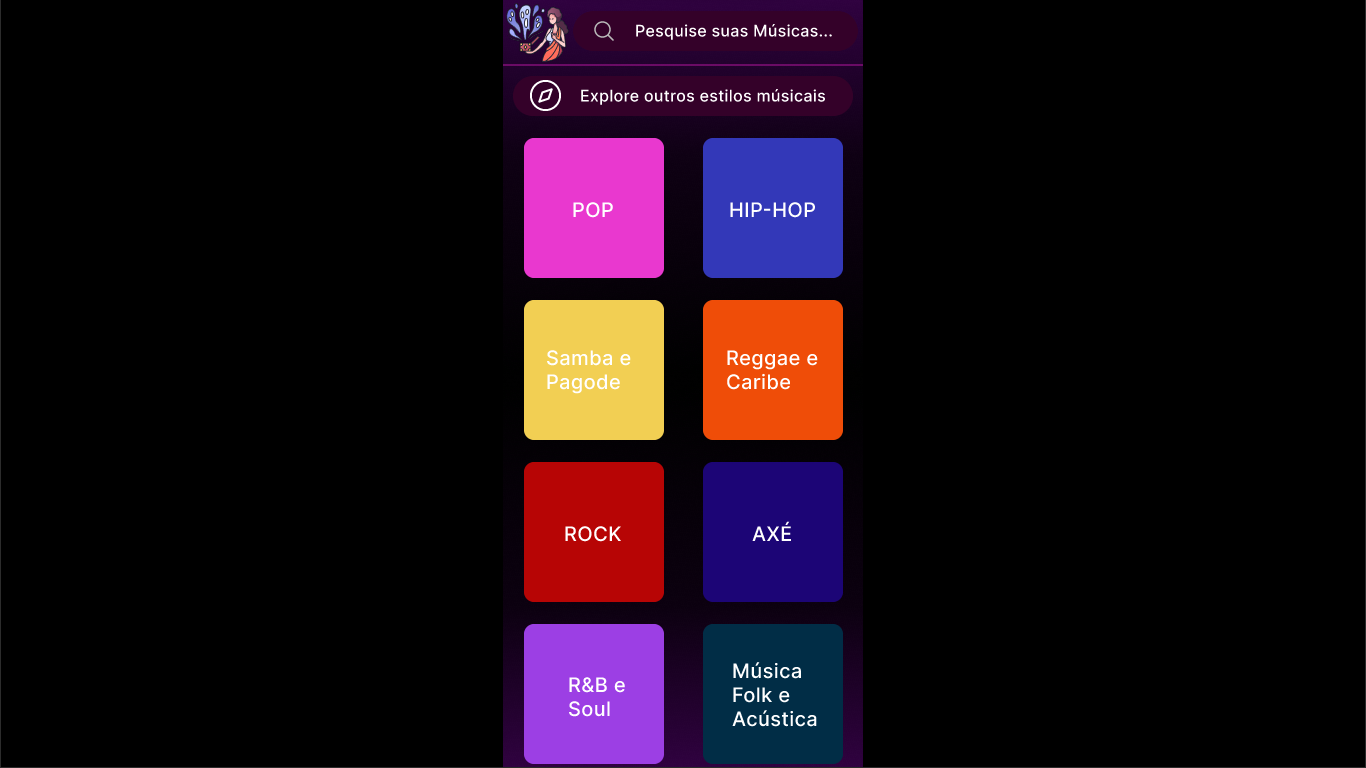 Pesquise suas Músicas...
Explore outros estilos músicais
POP
HIP-HOP
Samba e
Pagode
Reggae e
Caribe
ROCK
AXÉ
R&B e
Soul
Música
Folk e
Acústica